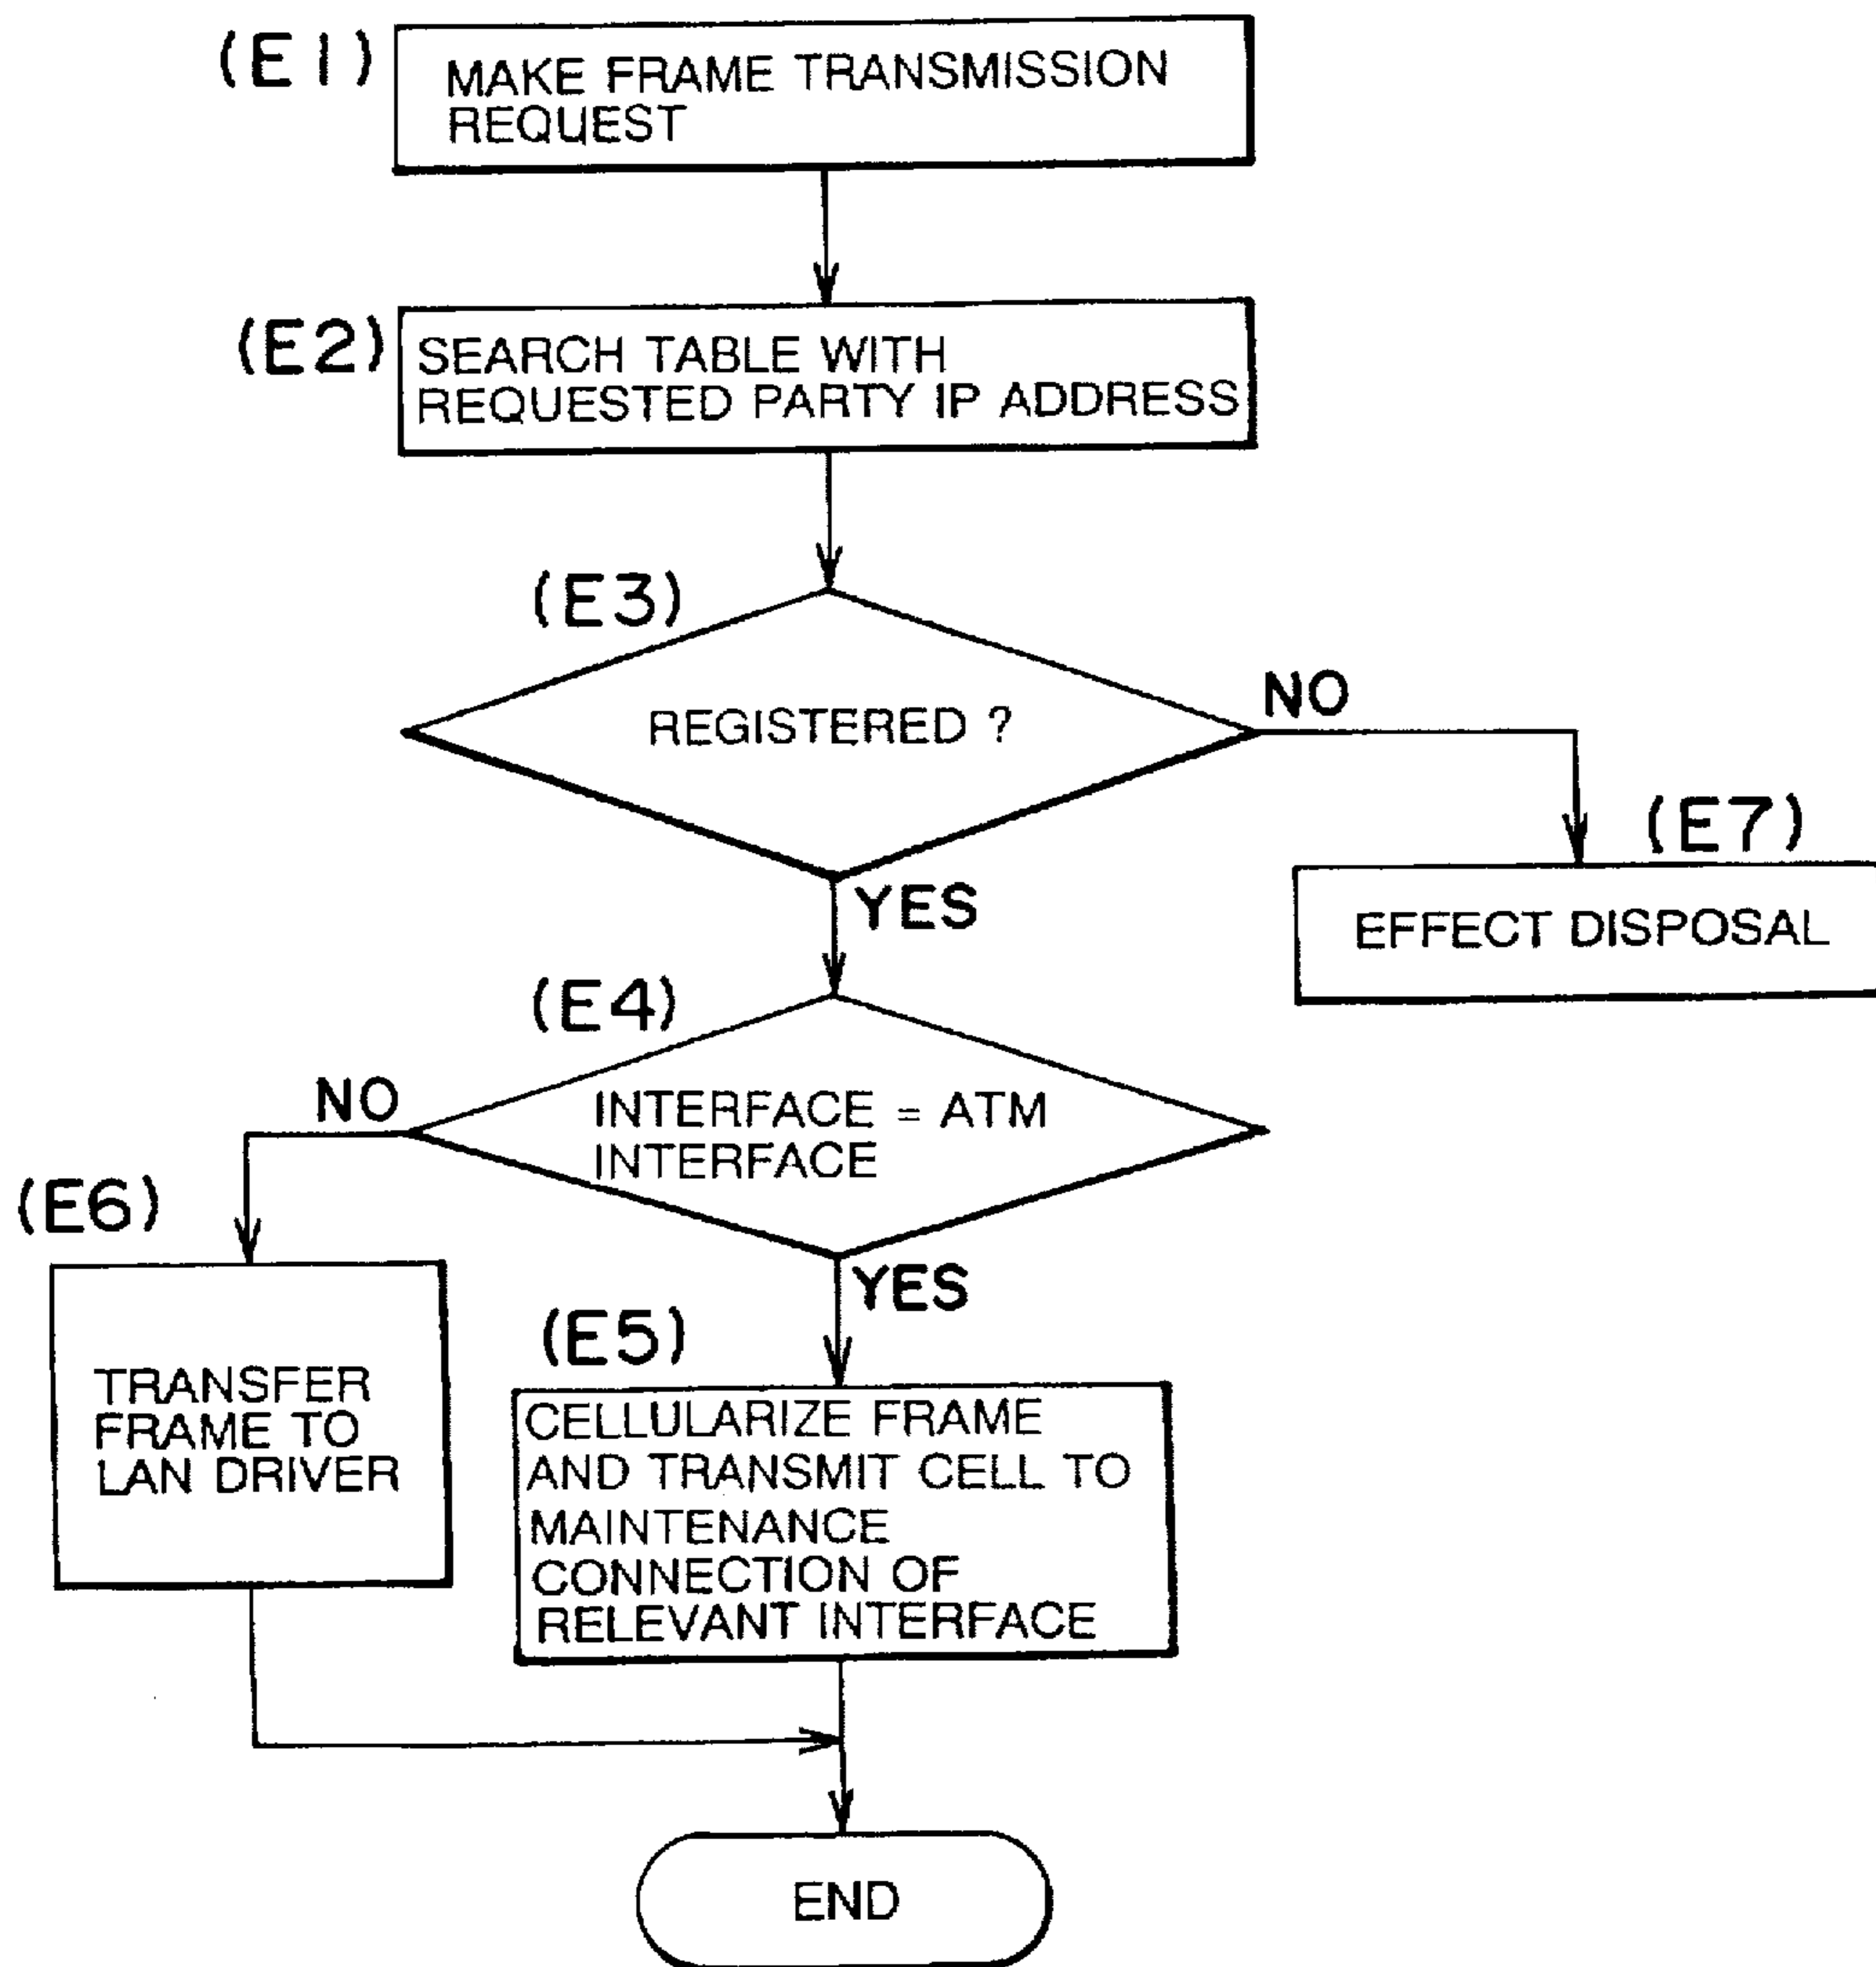 (E1)
MAKE FRAME TRANSMISSION
REQUEST
(E2)
SEARCH TABLE WITH
REQUESTED PARTY IP ADDRESS
(E3)
REGISTERED ?
NO
YES
(E7)
EFFECT DISPOSAL
(E4)
INTERFACE = ATM
INTERFACE
NO
YES
(E6)
TRANSFER
FRAME TO
LAN DRIVER
(E5)
CELLULARIZE FRAME
AND TRANSMIT CELL TO
MAINTENANCE
CONNECTION OF
RELEVANT INTERFACE
END